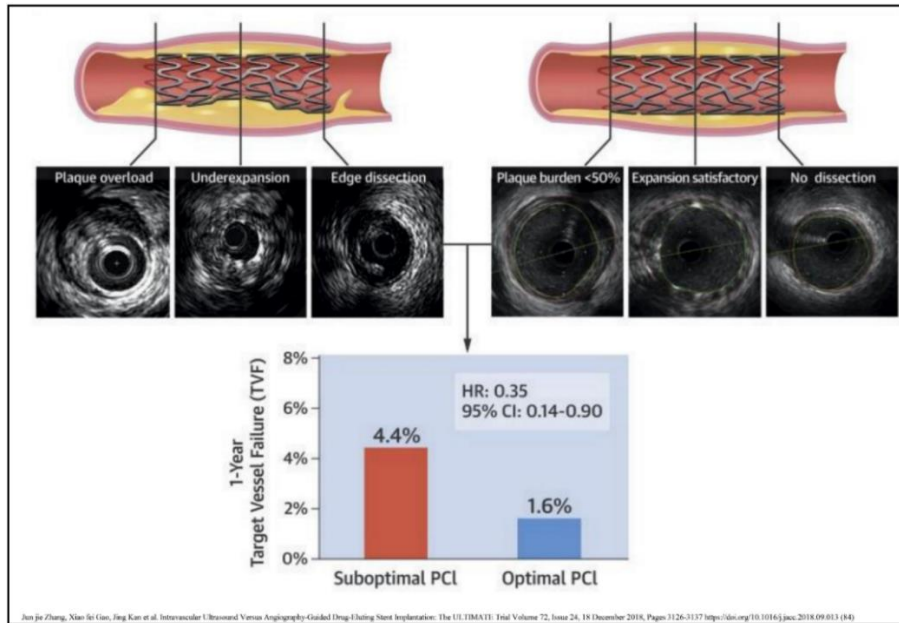 Plaque overload
Underexpansion
Edge dissection
Plaque burden <50%
Expansion satisfactory
No dissection
1-Year
Target Vessel Failure (TVF)
8%
6%
4%
2%
0%
HR: 0.35
95% CI: 0.14-0.90
4.4%
1.6%
Suboptimal PCI
Optimal PCI
Jun jie Zhang, Xiao fei Gao, Jing Kan et al. Intravascular Ultrasound Versus Angiography-Guided Drug-Eluting Stent Implantation: The ULTIMATE Trial Volume 72, Issue 24, 18 December 2018, Pages 3126-3137 https://doi.org/10.1016/j.jacc.2018.09.013 (84)